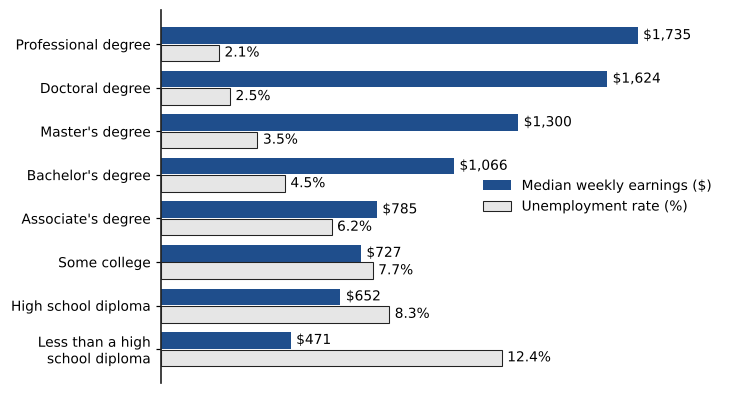 Professional degree
$1,735
2.1%
Doctoral degree
$1,624
2.5%
Master's degree
$1,300
3.5%
Bachelor's degree
$1,066
4.5%
Median weekly earnings ($)
Unemployment rate (%)
Associate's degree
$785
6.2%
Some college
$727
7.7%
High school diploma
$652
8.3%
Less than a high
school diploma
$471
12.4%